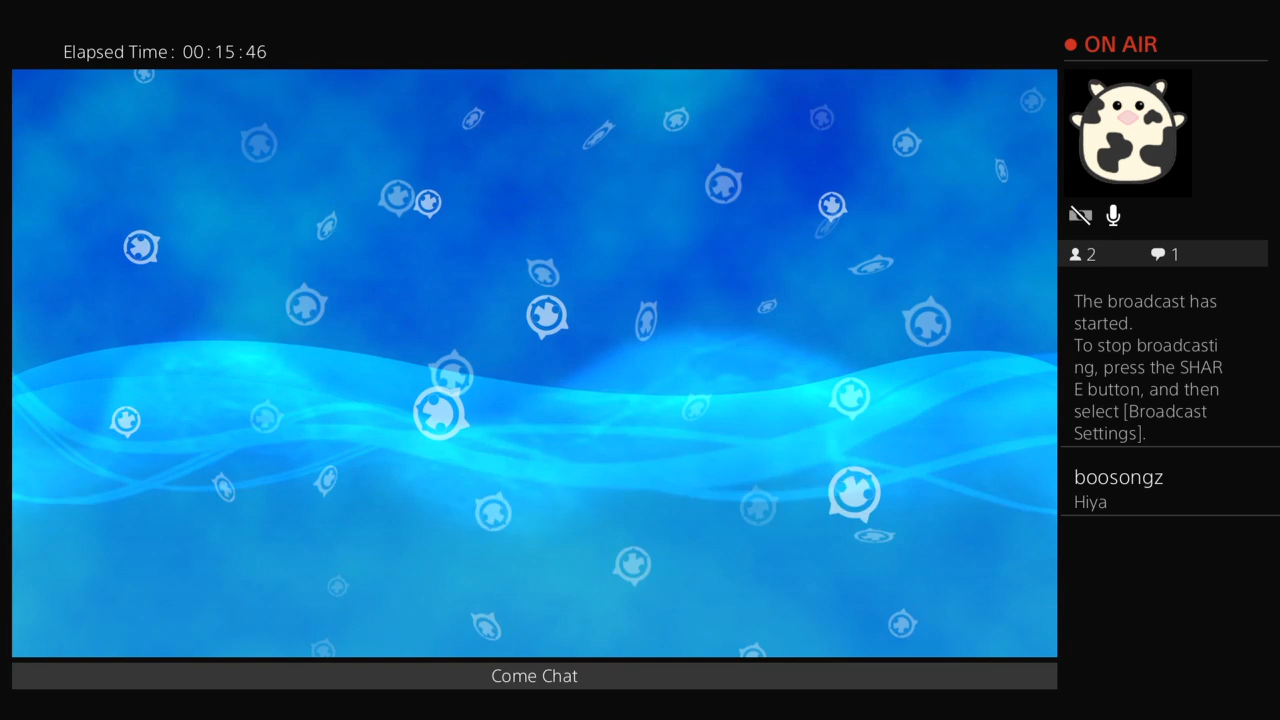 Elapsed Time: 00:15:46
ON AIR
2
1
The broadcast has
started.
To stop broadcasti
ng, press the SHAR
E button, and then
select [Broadcast
Settings].
boosongz
Hiya
Come Chat